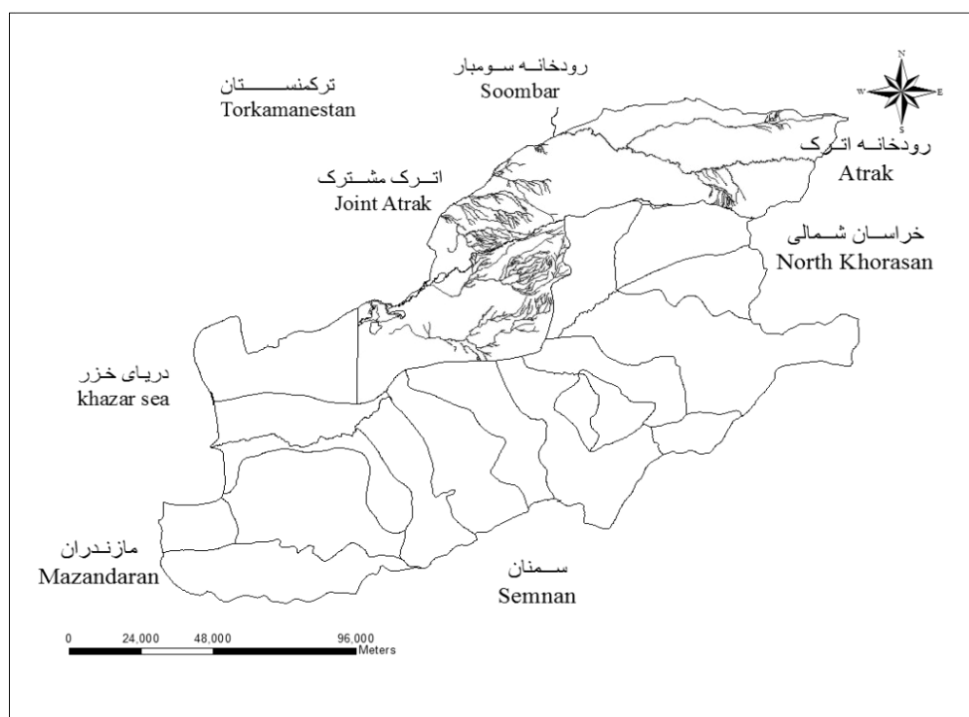 ترکمنستان
Torkamanestan
رودخانه سومبار
Soombar
N
W
E
S
رودخانه اترک
Atrak
اترک مشترک
Joint Atrak
خراسان شمالی
North Khorasan
دریای خزر
khazar sea
مازندران
Mazandaran
سمنان
Semnan
0 24,000 48,000 96,000
Meters